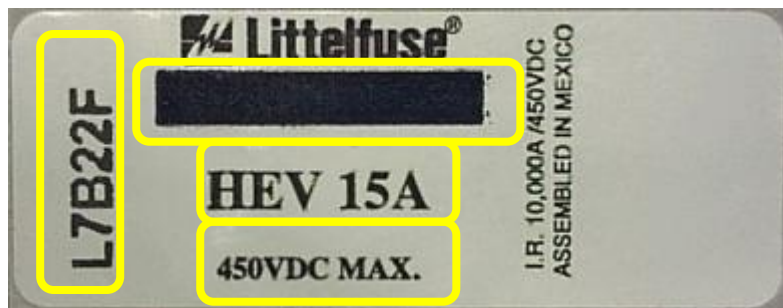 Littelfuse®
L7B22F
HEV 15A
450VDC MAX.
I.R. 10,000A /450VDC
ASSEMBLED IN MEXICO